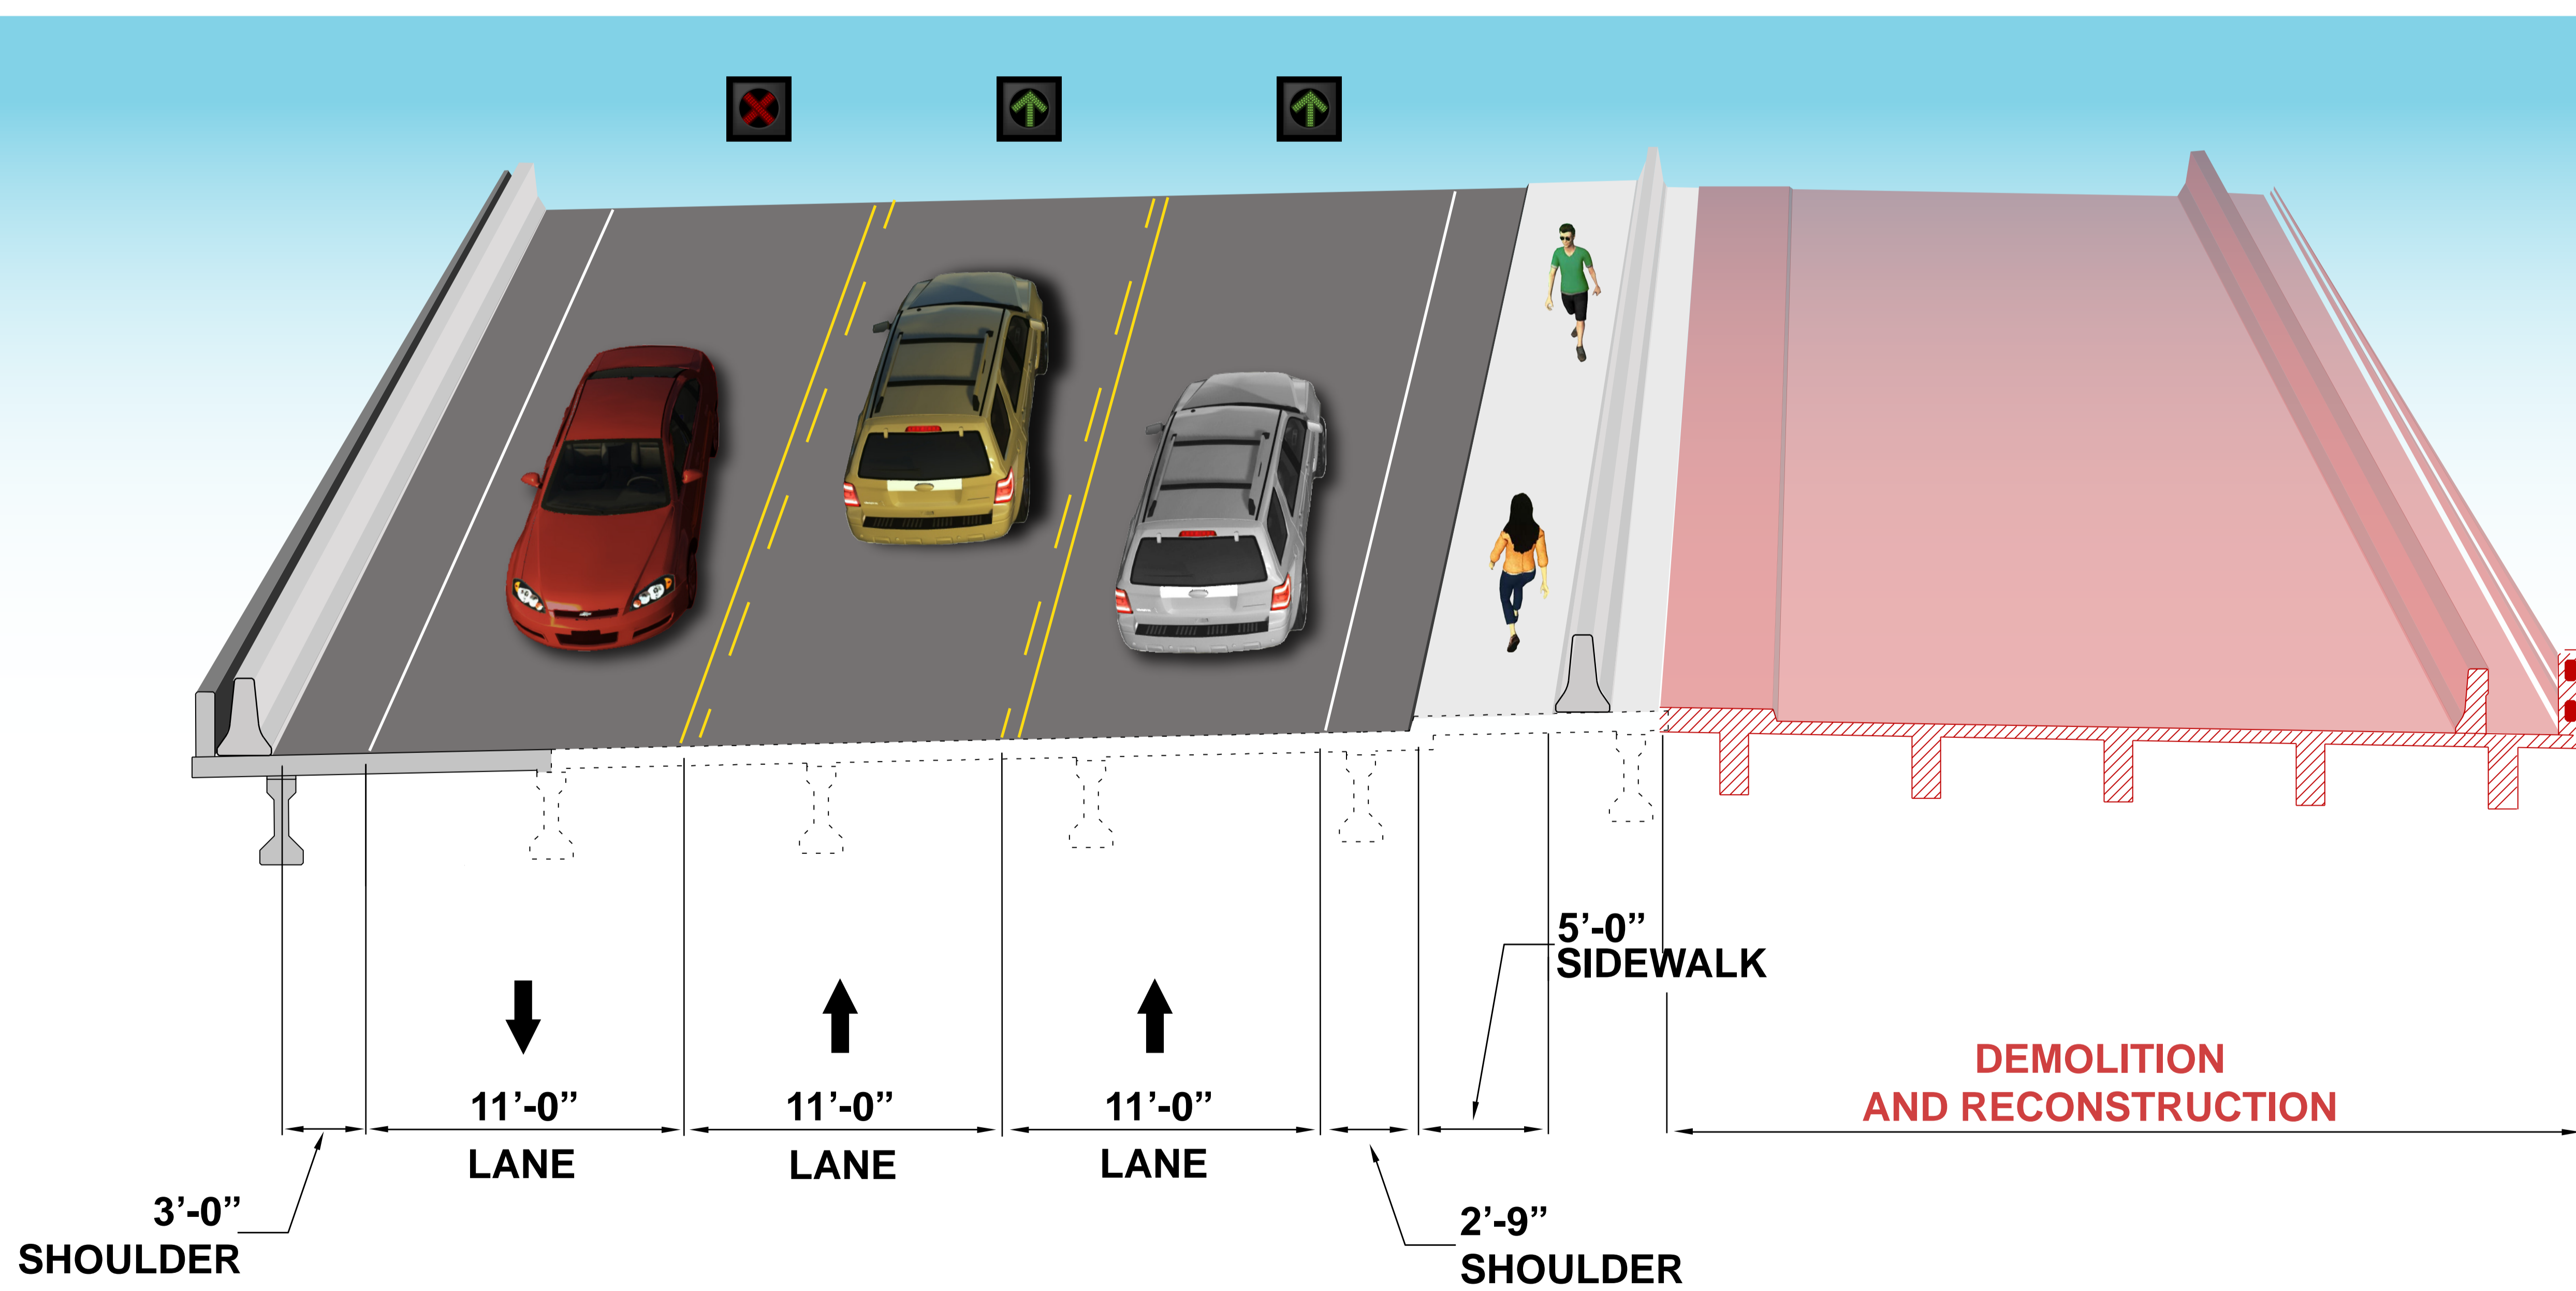 5’-0”
SIDEWALK
DEMOLITION
AND RECONSTRUCTION
11’-0”
LANE
11’-0”
LANE
11’-0”
LANE
3’-0”
SHOULDER
2’-9”
SHOULDER